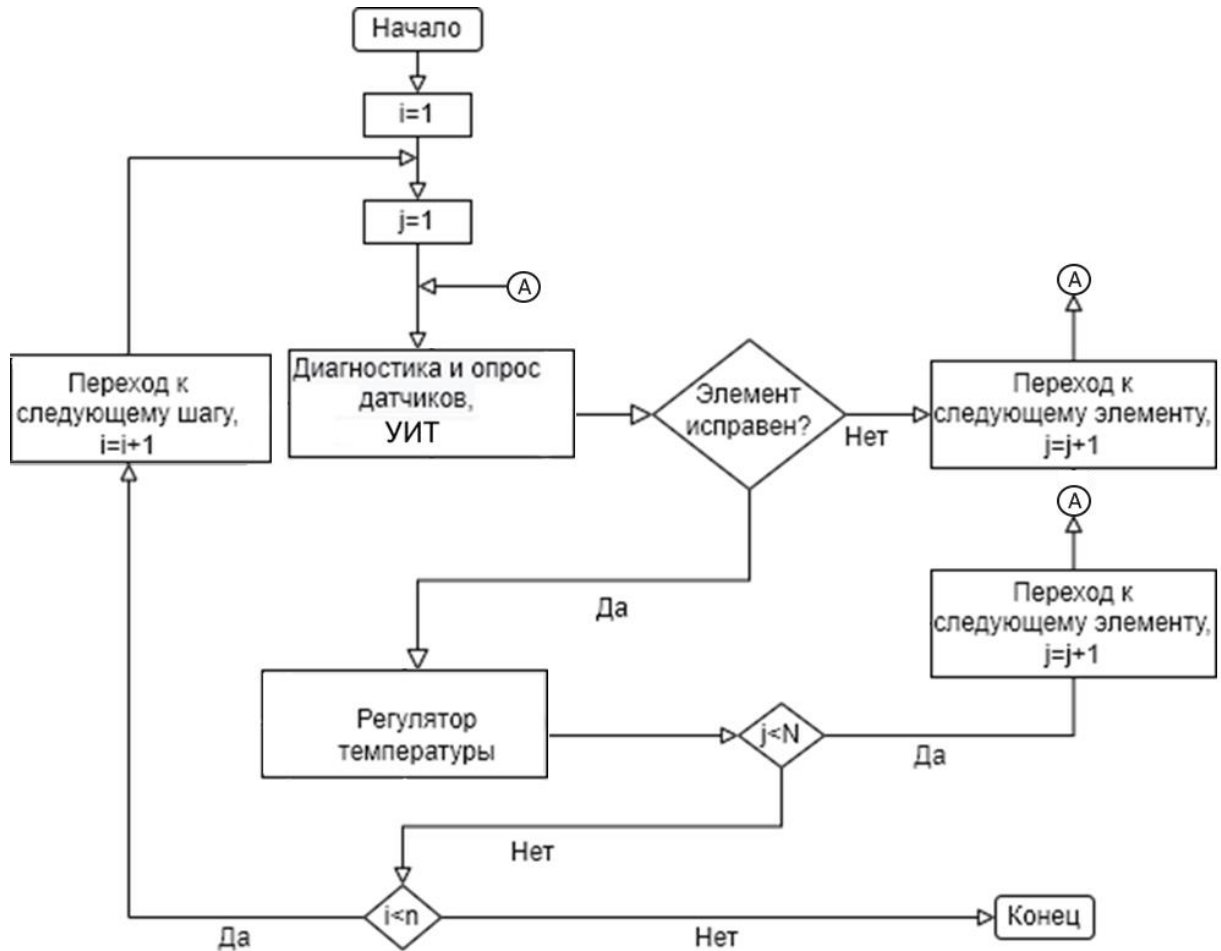 Начало
i=1
j=1
A
A
Переход к
следующему шагу,
i=i+1
Диагностика и опрос
датчиков,
УИТ
Элемент
исправен?
Нет
Переход к
следующему элементу,
j=j+1
A
Да
Переход к
следующему элементу,
j=j+1
Регулятор
температуры
j<N
Да
Нет
i<n
Да
Нет
Конец